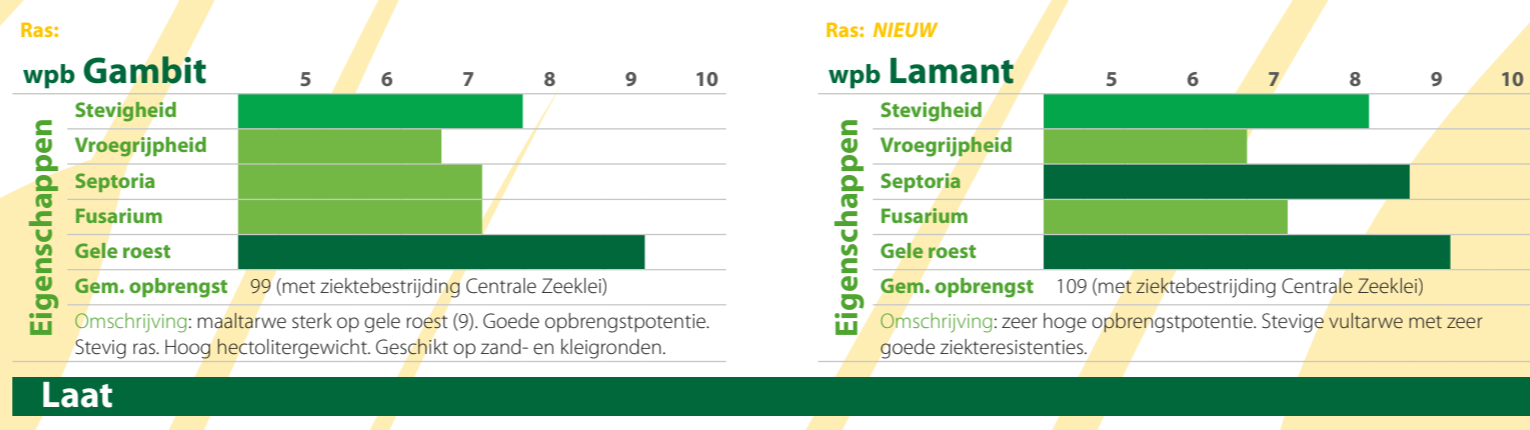 Ras:
wpb Gambit 5 6 7 8 9 10
Eigenschappen
Stevigheid
Vroegrijpheid
Septoria
Fusarium
Gele roest
Gem. opbrengst 99 (met ziektebestrijding Centrale Zeeklei)
Omschrijving: maaltarwe sterk op gele roest (9). Goede opbrengstpotentie.
Stevig ras. Hoog hectolitergewicht. Geschikt op zand- en kleigronden.
Ras: NIEUW
wpb Lamant 5 6 7 8 9 10
Eigenschappen
Stevigheid
Vroegrijpheid
Septoria
Fusarium
Gele roest
Gem. opbrengst 109 (met ziektebestrijding Centrale Zeeklei)
Omschrijving: zeer hoge opbrengstpotentie. Stevige vultarwe met zeer
goede ziekteresistenties.
Laat